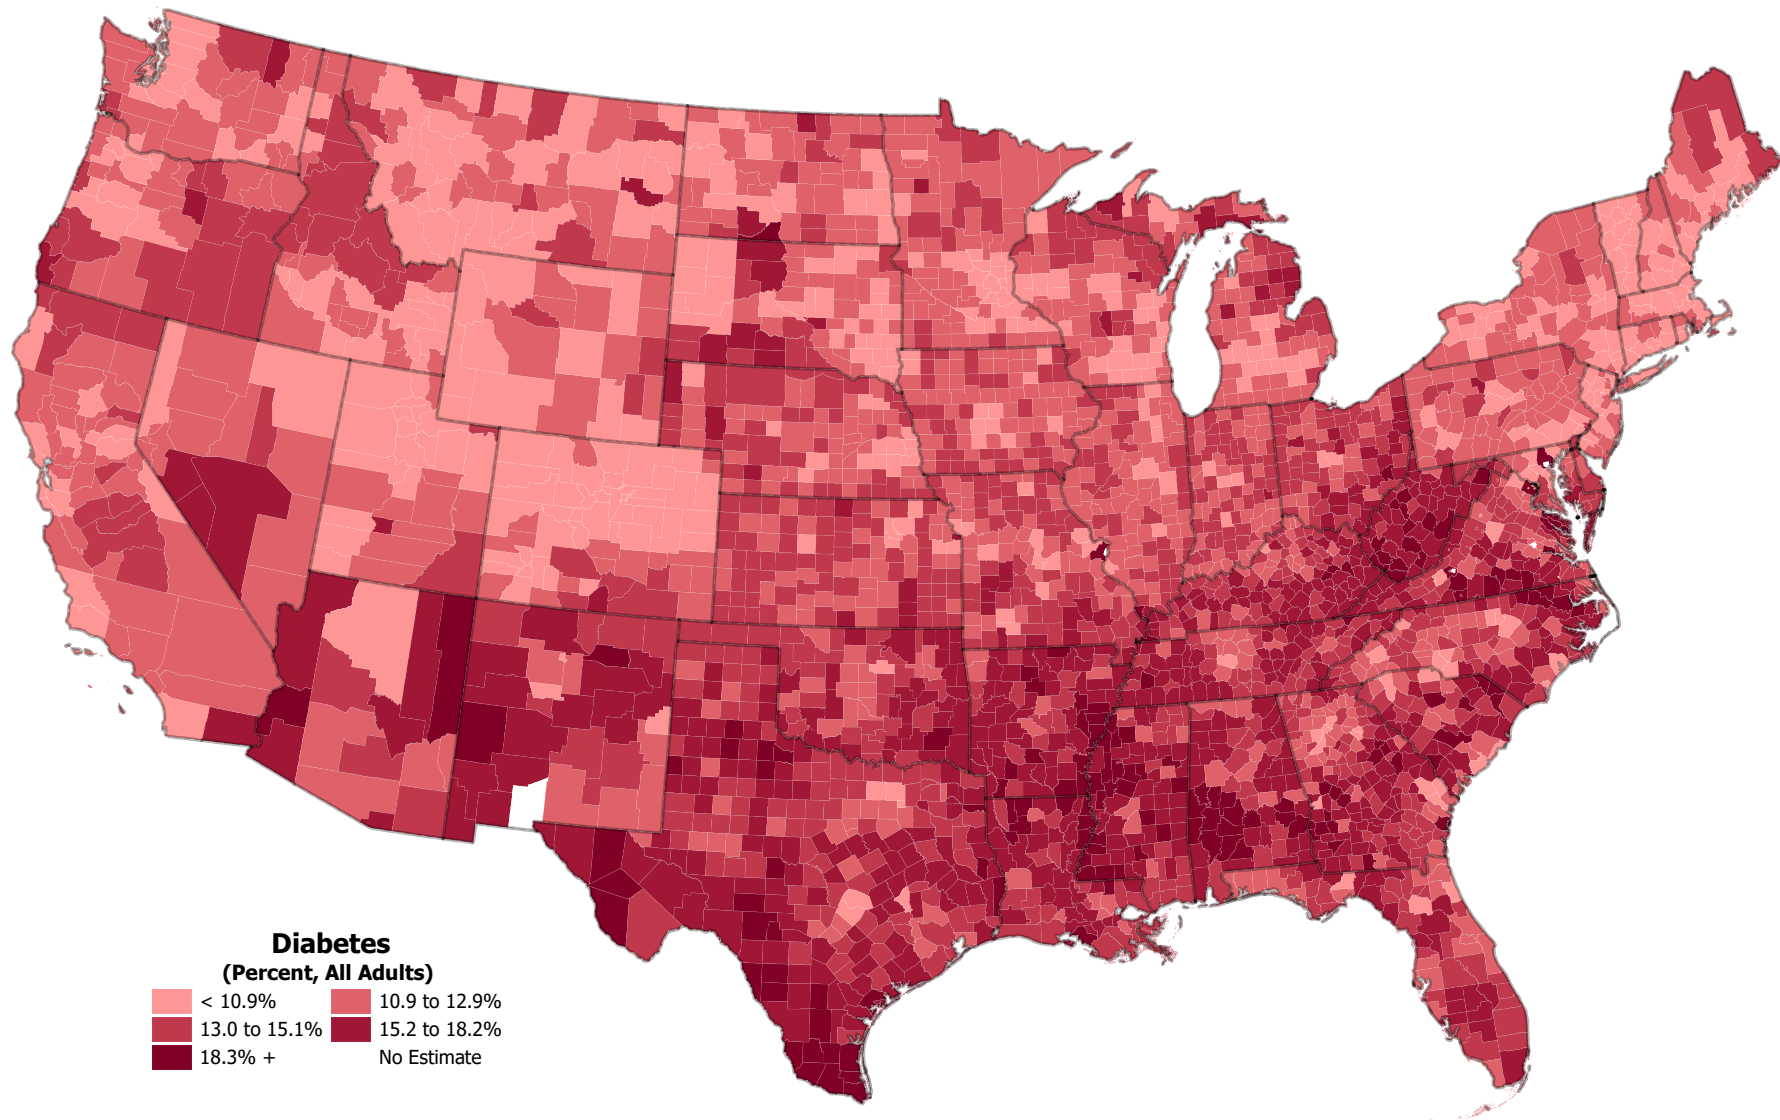 Diabetes
(Percent, All Adults)
< 10.9% 10.9 to 12.9%
13.0 to 15.1% 15.2 to 18.2%
18.3% + No Estimate